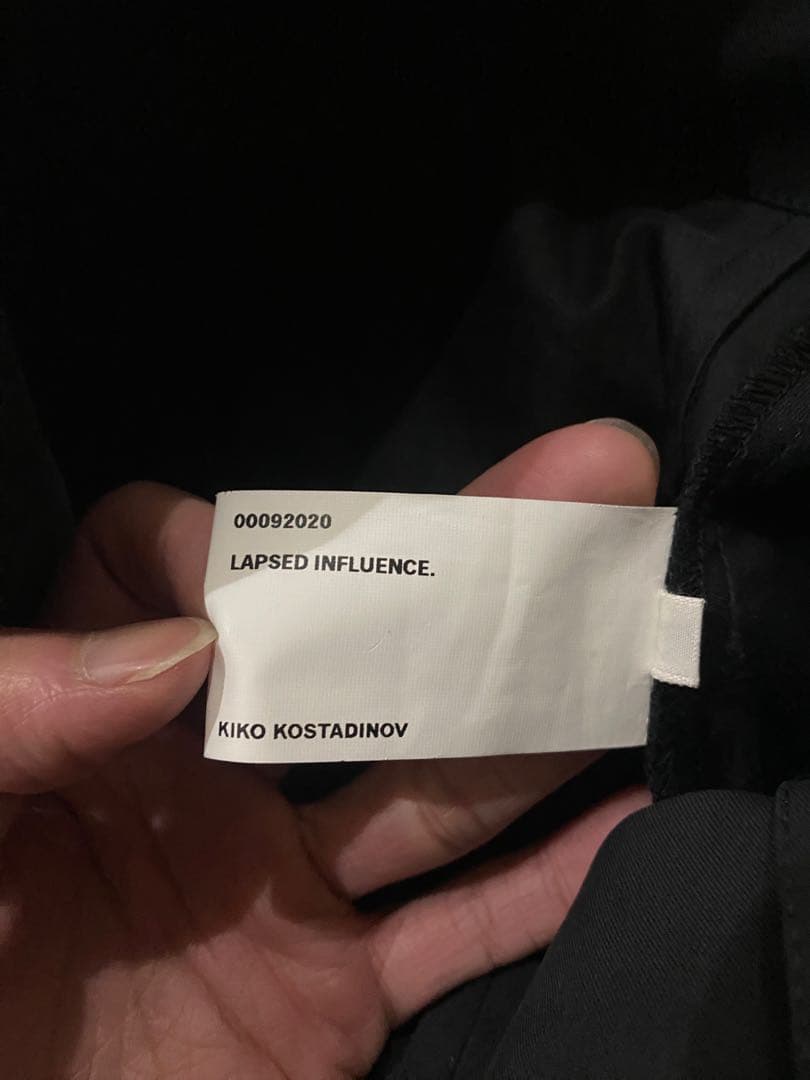 00092020
LAPSED INFLUENCE.
KIKO KOSTADINOV